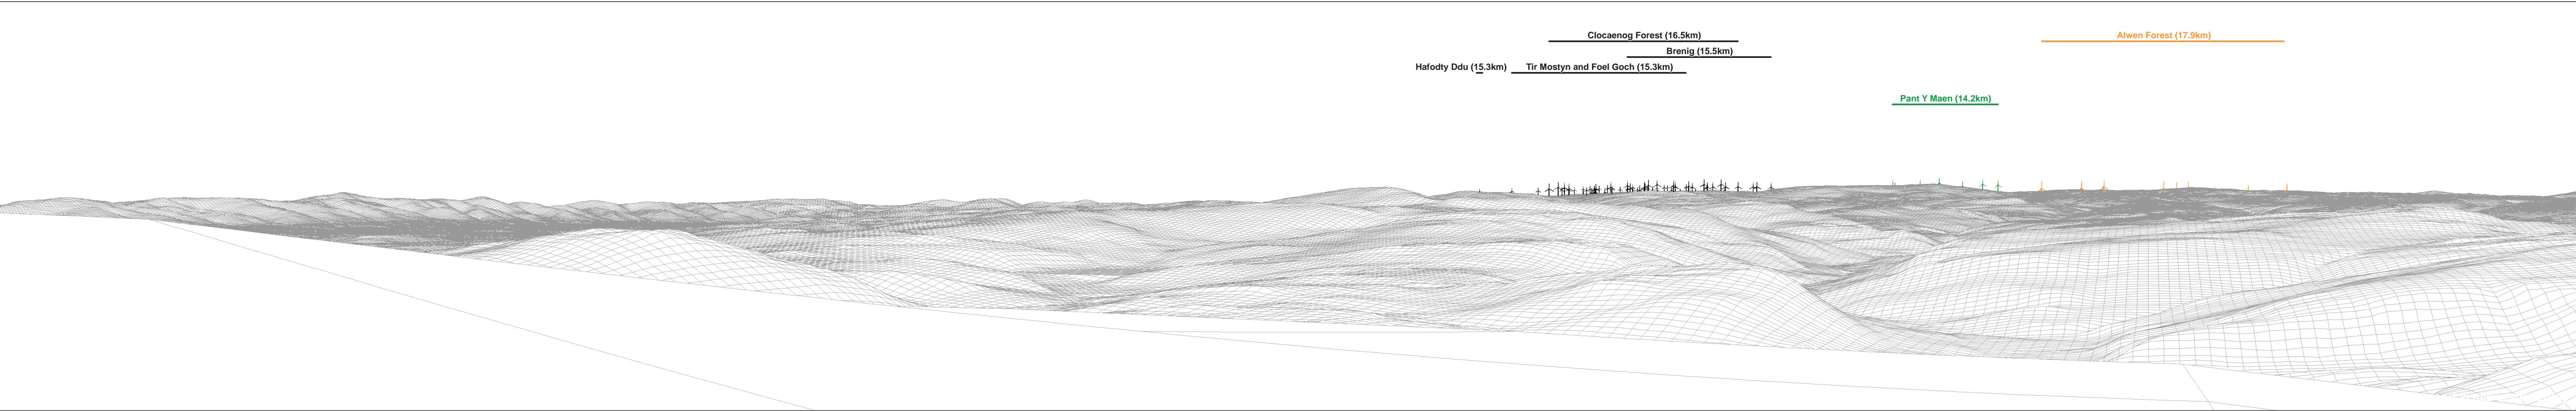 Clocaenog Forest (16.5km)
Alwen Forest (17.9km)
Brenig (15.5km)
Hafodty Ddu (15.3km)
Tir Mostyn and Foel Goch (15.3km)
Pant Y Maen (14.2km)